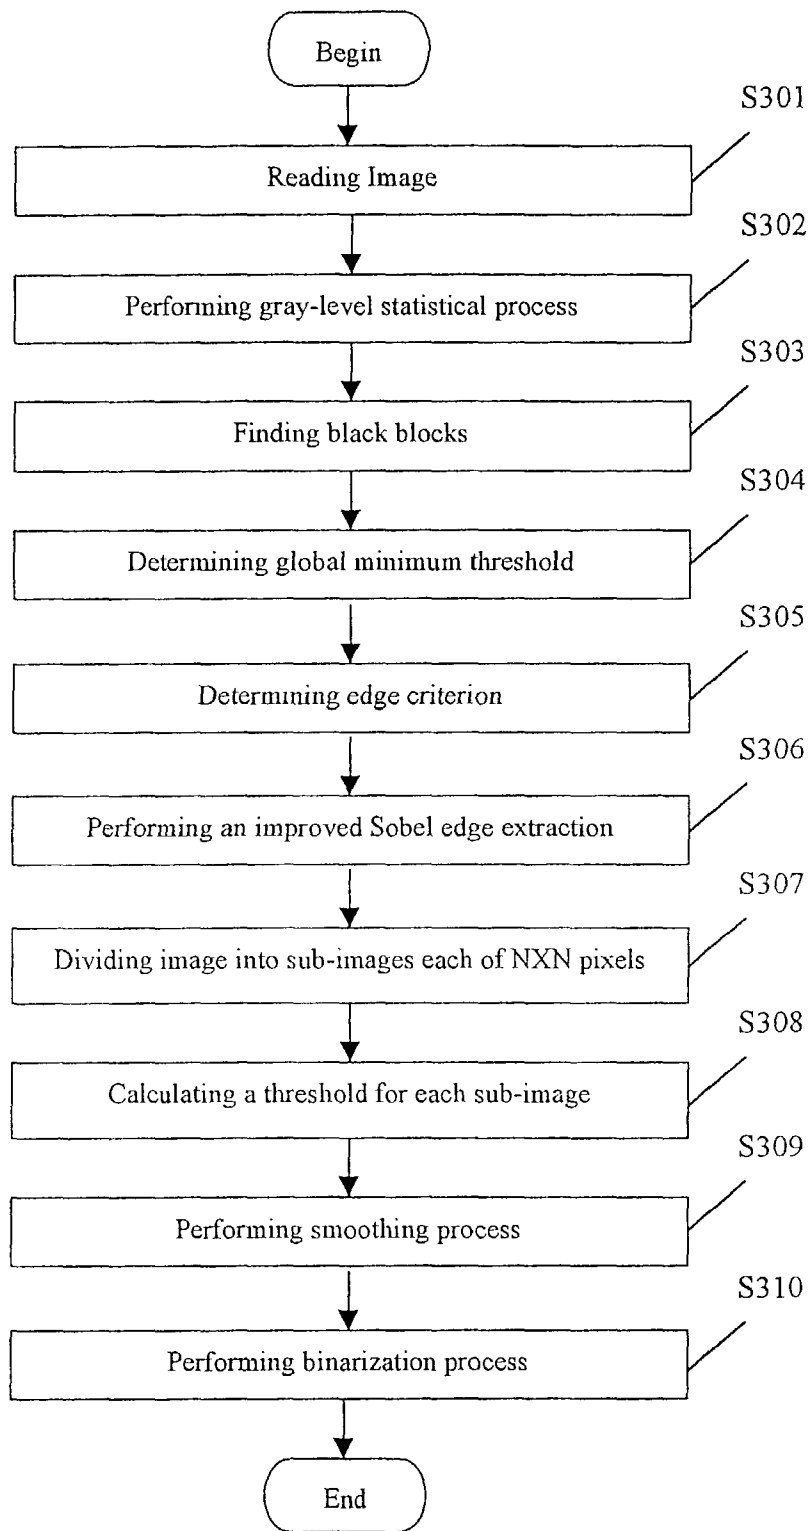 Begin
S301
Reading Image
S302
Performing gray-level statistical process
S303
Finding black blocks
S304
Determining global minimum threshold
S305
Determining edge criterion
S306
Performing an improved Sobel edge extraction
S307
Dividing image into sub-images each of NXN pixels
S308
Calculating a threshold for each sub-image
S309
Performing smoothing process
S310
Performing binarization process
End